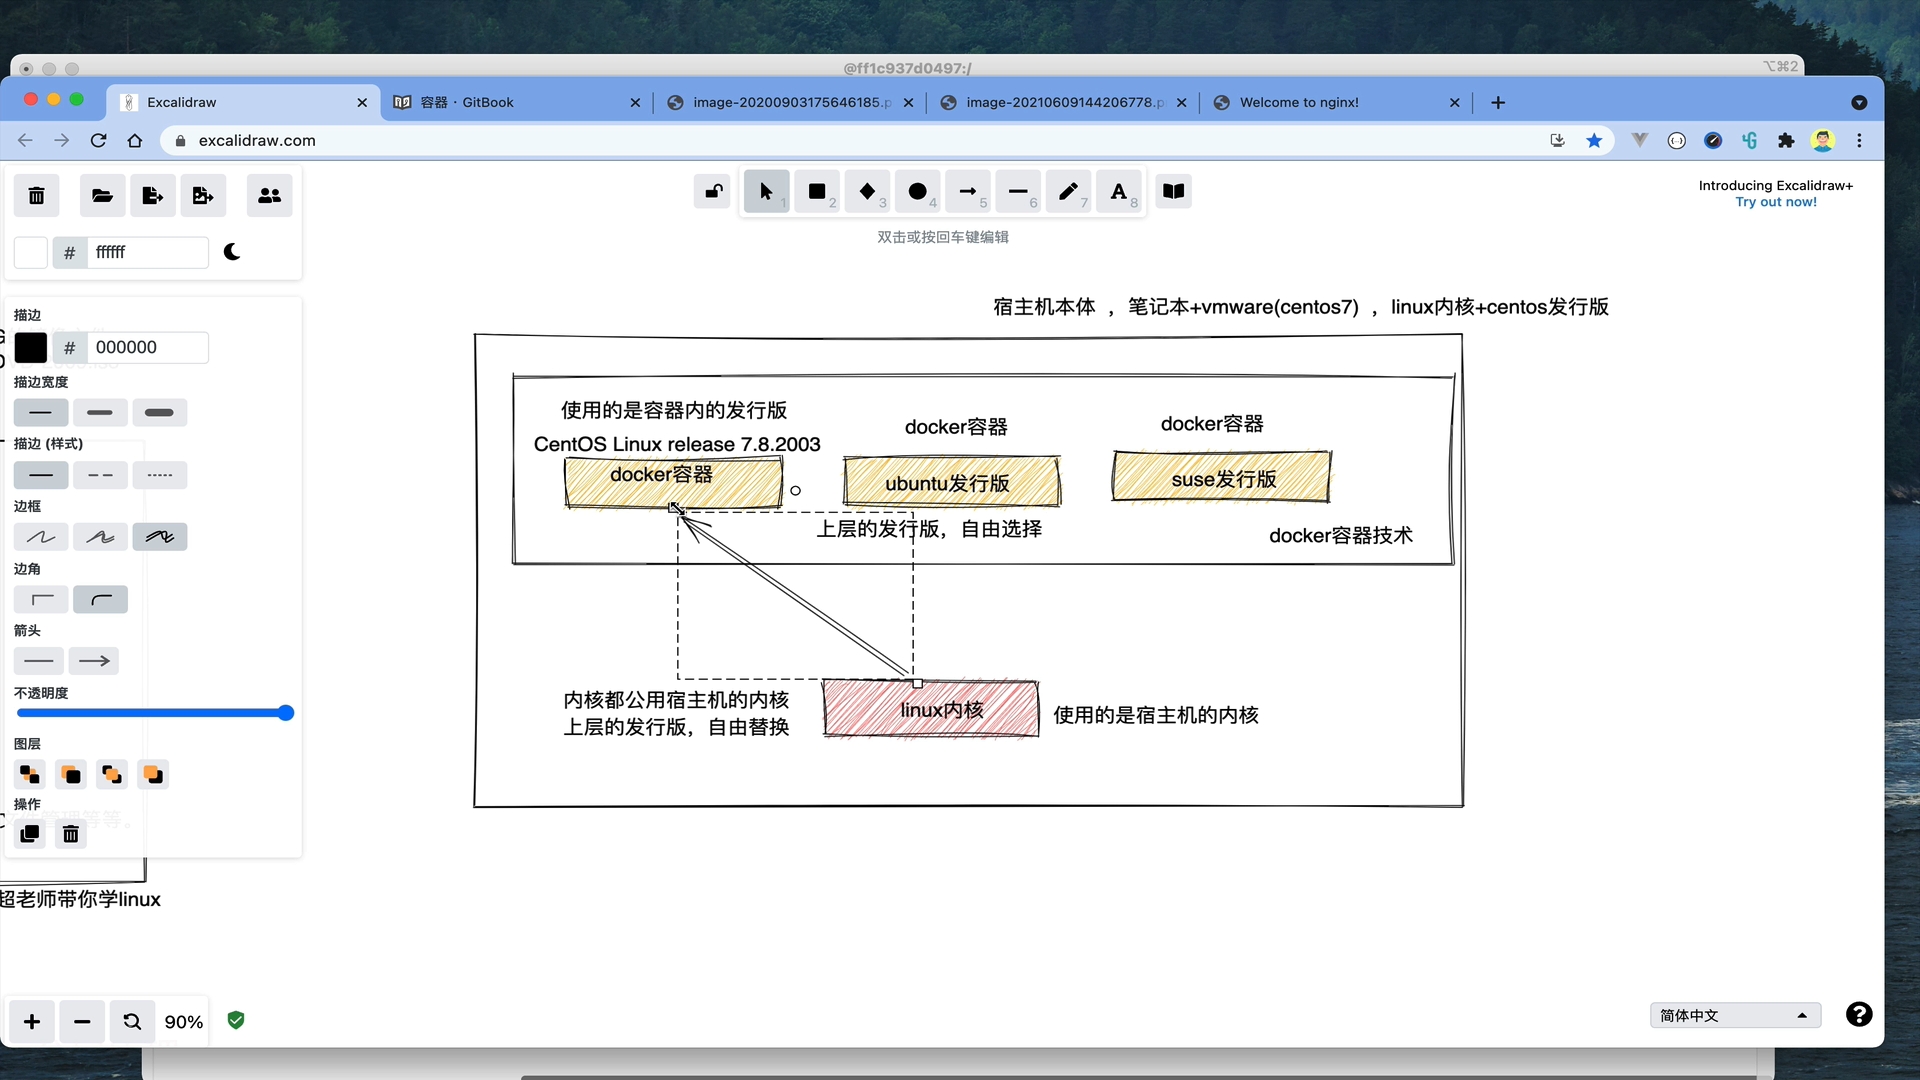 @ff1c937d0497:/
⌥⌘2
Excalidraw
容器 · GitBook
image-20200903175646185.p
image-20210609144206778.p
Welcome to nginx!
excalidraw.com
1
2
3
4
5
6
7
A
8
Introducing Excalidraw+
Try out now!
# ffffff
双击或按回车键编辑
描边
# 000000
描边宽度
描边 (样式)
边框
边角
箭头
不透明度
图层
操作
宿主机本体 ，笔记本+vmware(centos7) ，linux内核+centos发行版
使用的是容器内的发行版
CentOS Linux release 7.8.2003
docker容器
docker容器
ubuntu发行版
docker容器
suse发行版
上层的发行版，自由选择
docker容器技术
内核都公用宿主机的内核
上层的发行版，自由替换
linux内核
使用的是宿主机的内核
超老师带你学linux
90%
简体中文
?